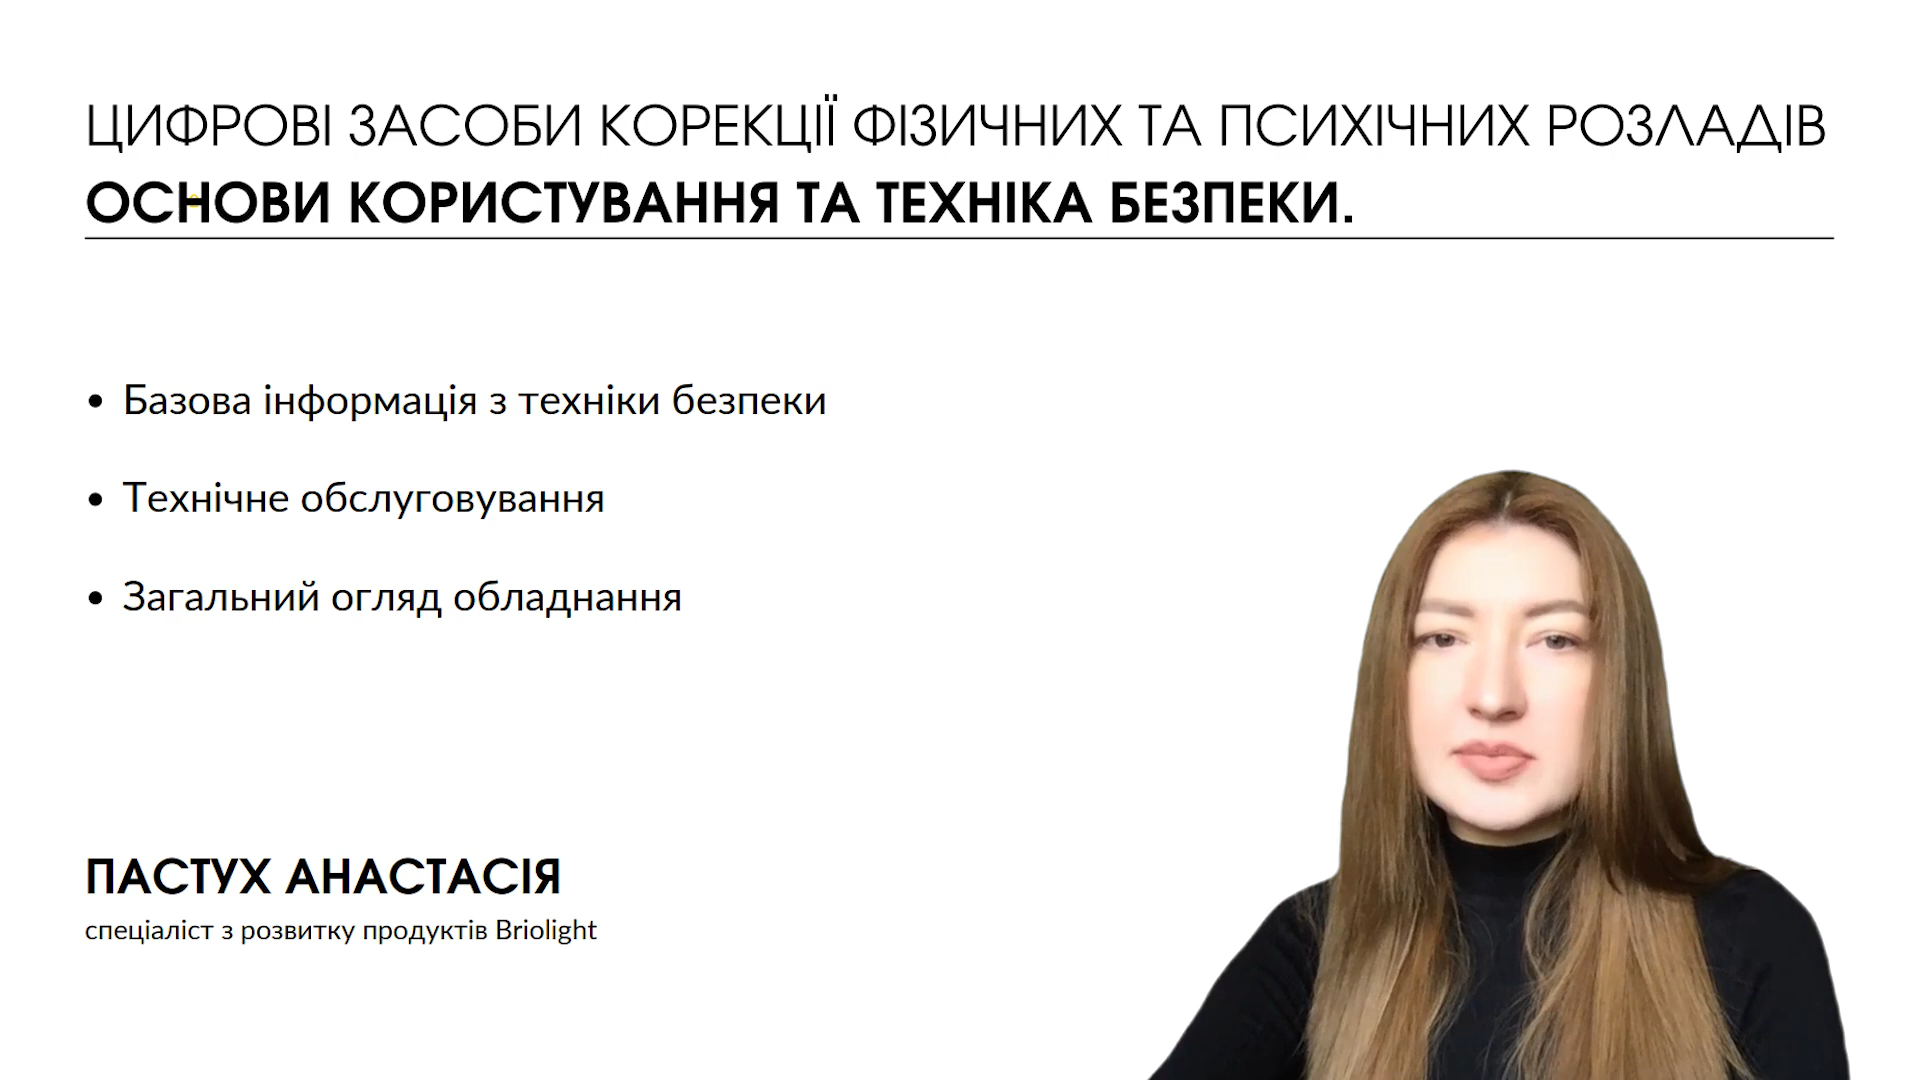 ЦИФРОВІ ЗАСОБИ КОРЕКЦІЇ ФІЗИЧНИХ ТА ПСИХІЧНИХ РОЗЛАДІВ
ОСНОВИ КОРИСТУВАННЯ ТА ТЕХНІКА БЕЗПЕКИ.
• Базова інформація з техніки безпеки
• Технічне обслуговування
• Загальний огляд обладнання
ПАСТУХ АНАСТАСІЯ
спеціаліст з розвитку продуктів Briolight